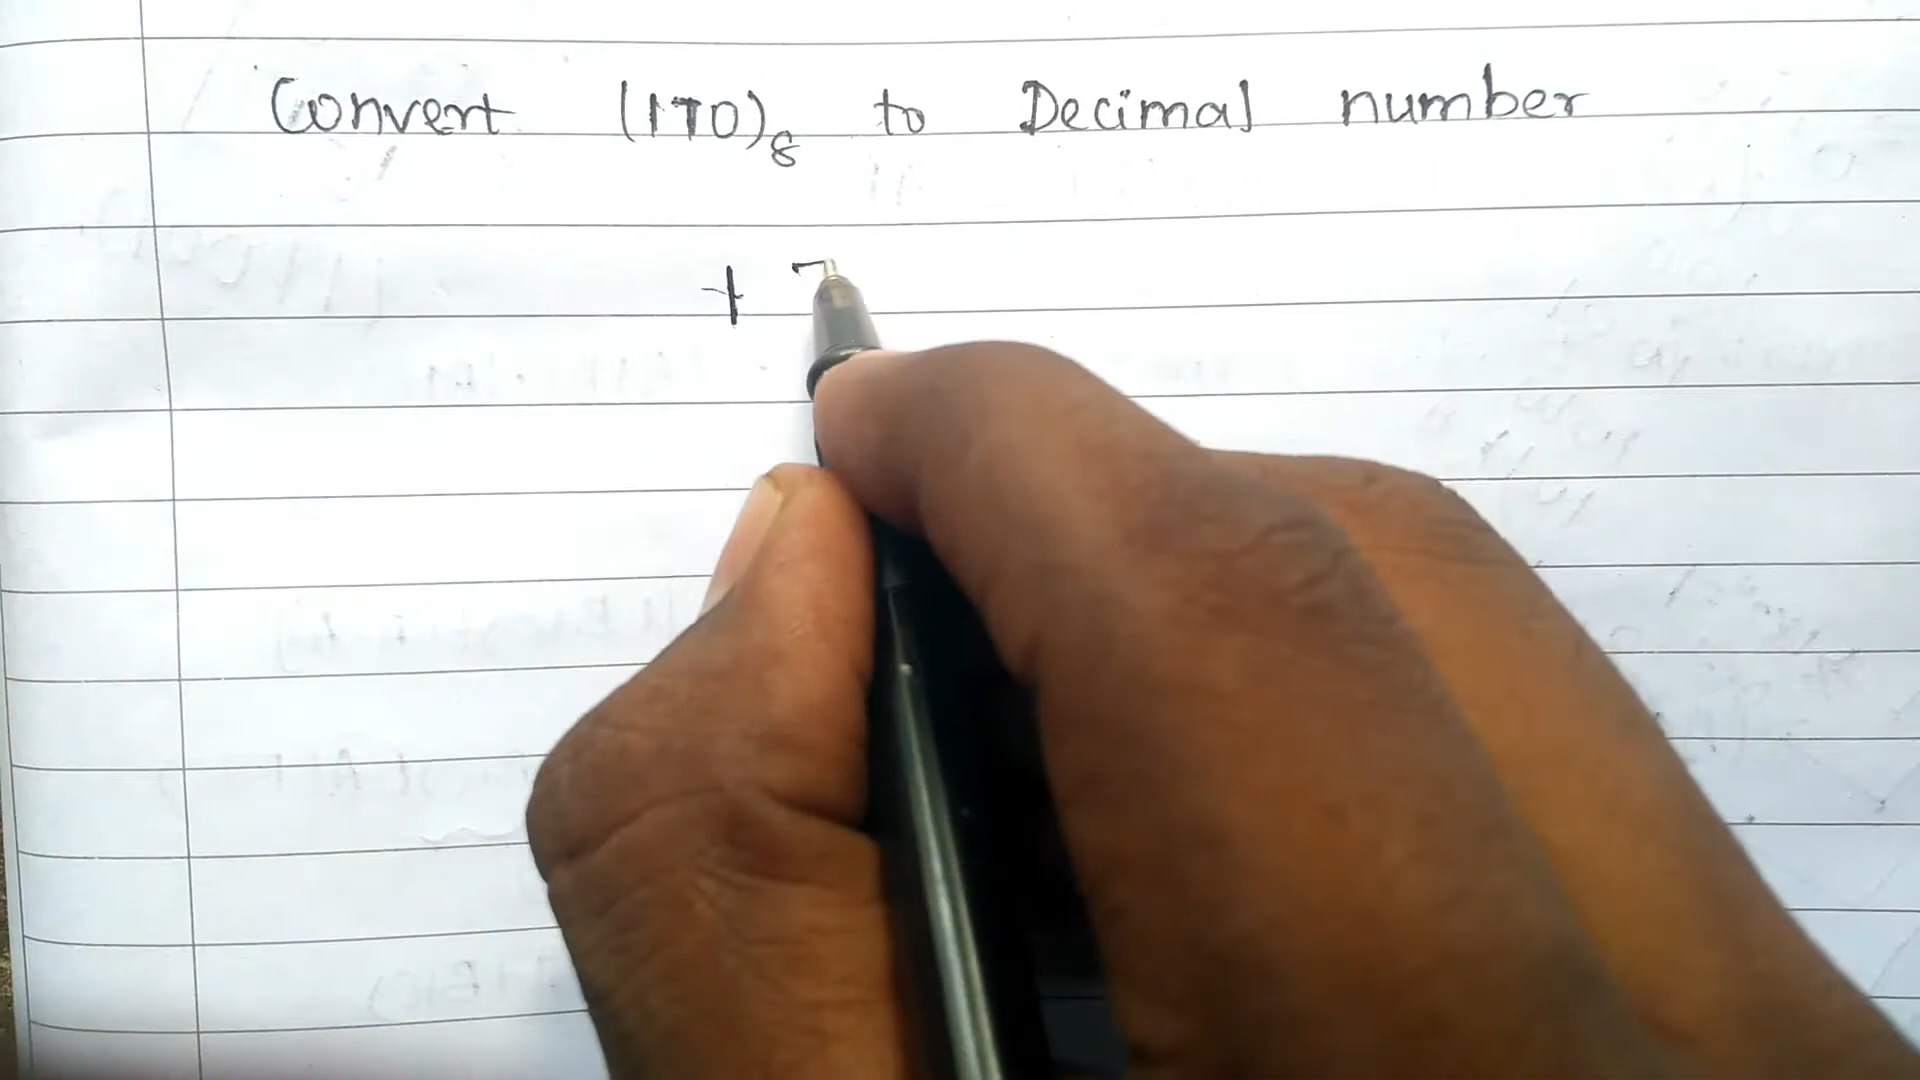 Convert (170)₈ to Decimal number
1 7